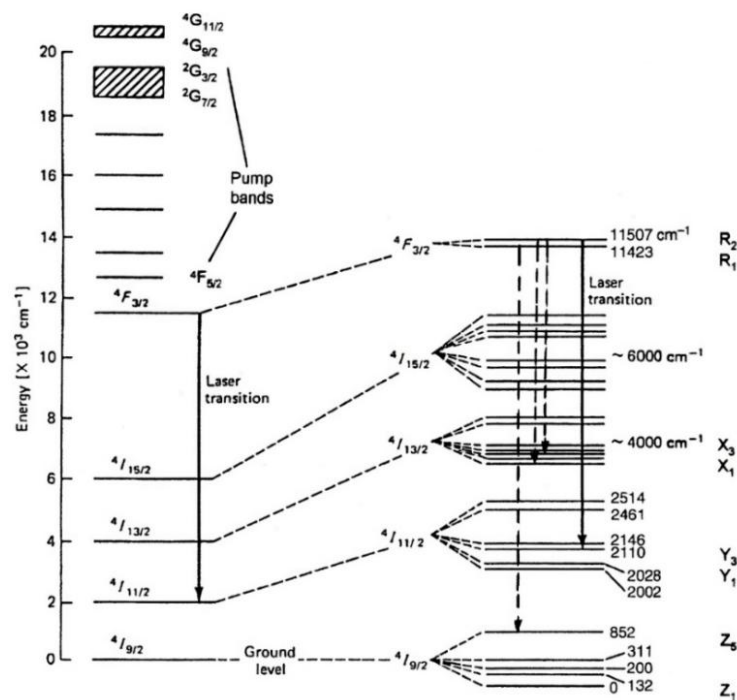 ⁴G₁₁/₂
⁴G₉/₂
²G₃/₂
²G₇/₂
Pump
bands
⁴F₅/₂
⁴F₃/₂
Laser
transition
⁴I₁₅/₂
⁴I₁₃/₂
⁴I₁₁/₂
⁴I₉/₂
Ground
level
Energy [X 10³ cm⁻¹]
20
18
16
14
12
10
8
6
4
2
0
⁴F₃/₂
11507 cm⁻¹ R₂
11423 R₁
Laser
transition
⁴I₁₅/₂
~ 6000 cm⁻¹
⁴I₁₃/₂
~ 4000 cm⁻¹ X₃
X₁
⁴I₁₁/₂
2514
2461
2146
2110 Y₃
2028 Y₁
2002
⁴I₉/₂
852 Z₅
311
200
0 132 Z₁